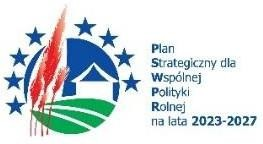 Plan
Strategiczny dla
Wspólnej
Polityki
Rolnej
na lata 2023-2027